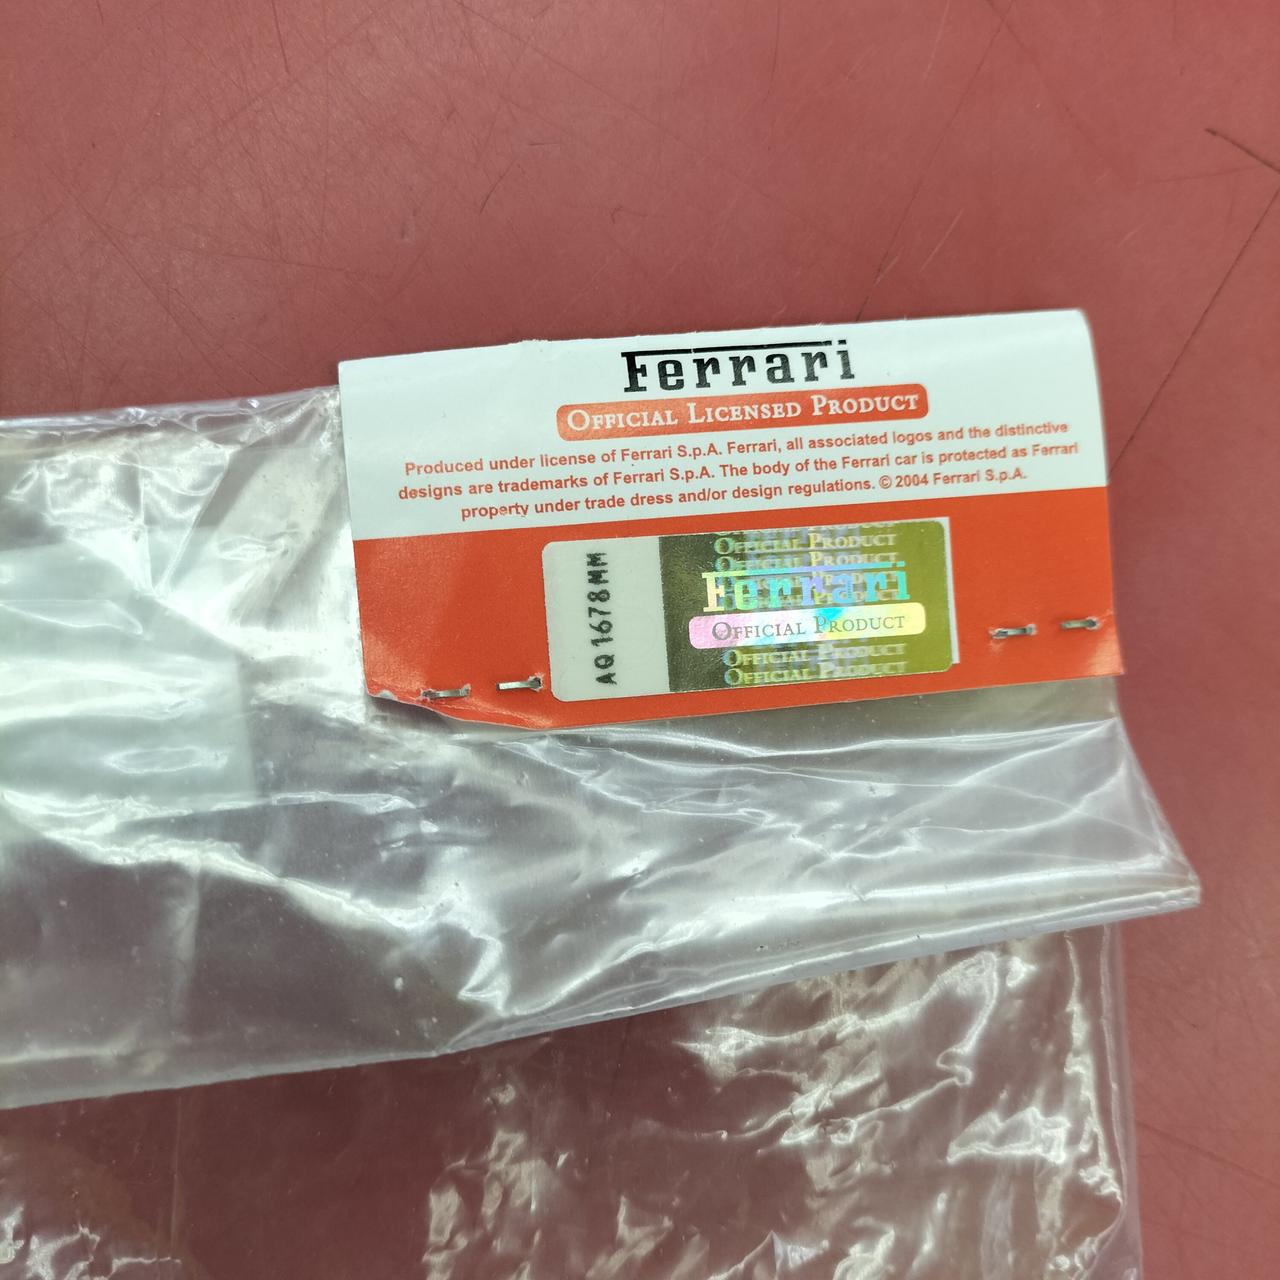 Ferrari
OFFICIAL LICENSED PRODUCT
Produced under license of Ferrari S.p.A. Ferrari, all associated logos and the distinctive
designs are trademarks of Ferrari S.p.A. The body of the Ferrari car is protected as Ferrari
property under trade dress and/or design regulations. © 2004 Ferrari S.p.A.
AQ1678MM
OFFICIAL PRODUCT
OFFICIAL PRODUCT
Ferrari
OFFICIAL PRODUCT
OFFICIAL PRODUCT
OFFICIAL PRODUCT